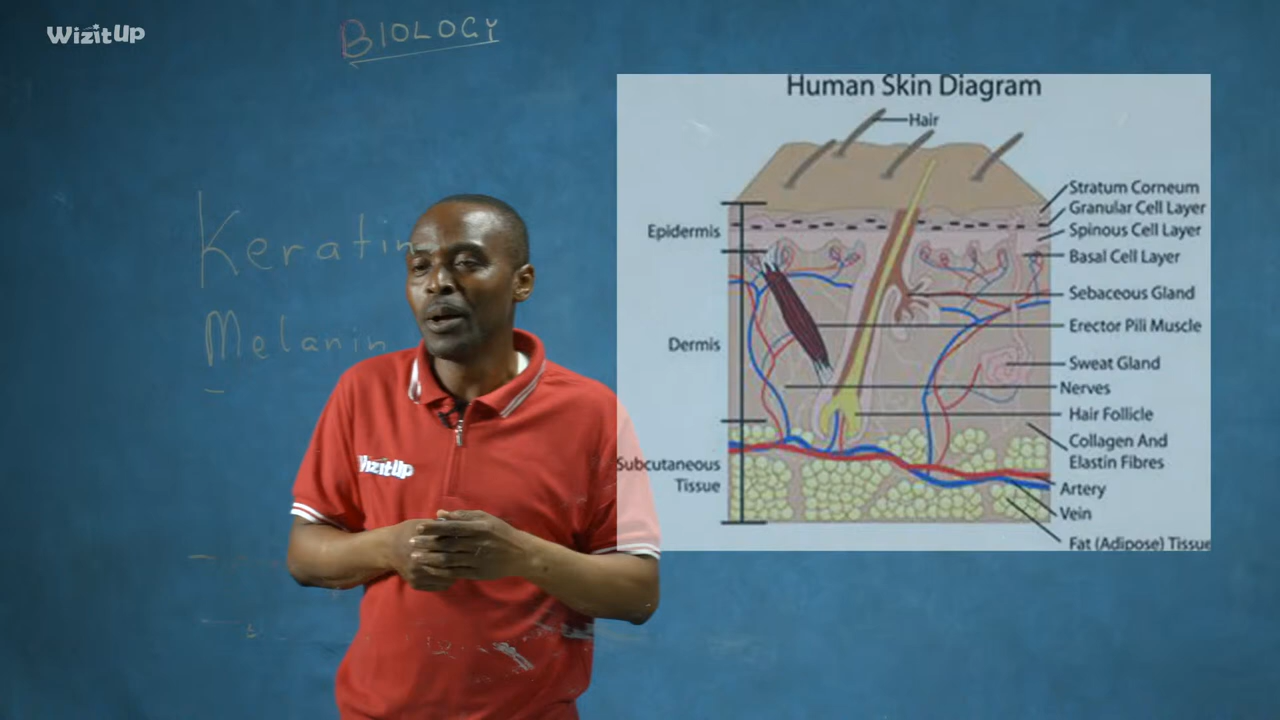 WizitUp
BIOLOGY
Keratin
Melanin
WizitUp
Human Skin Diagram
Hair
Epidermis
Dermis
Subcutaneous
Tissue
Stratum Corneum
Granular Cell Layer
Spinous Cell Layer
Basal Cell Layer
Sebaceous Gland
Erector Pili Muscle
Sweat Gland
Nerves
Hair Follicle
Collagen And
Elastin Fibres
Artery
Vein
Fat (Adipose) Tissue